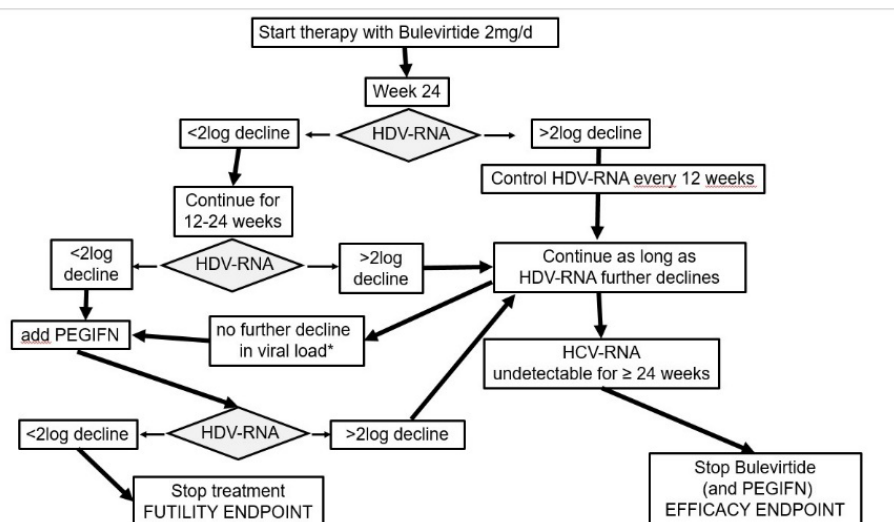 Start therapy with Bulevirtide 2mg/d
Week 24
<2log decline
HDV-RNA
>2log decline
Control HDV-RNA every 12 weeks
Continue for
12-24 weeks
<2log
decline
HDV-RNA
>2log
decline
Continue as long as
HDV-RNA further declines
add PEGIFN
no further decline
in viral load*
HCV-RNA
undetectable for ≥ 24 weeks
<2log decline
HDV-RNA
>2log decline
Stop treatment
FUTILITY ENDPOINT
Stop Bulevirtide
(and PEGIFN)
EFFICACY ENDPOINT